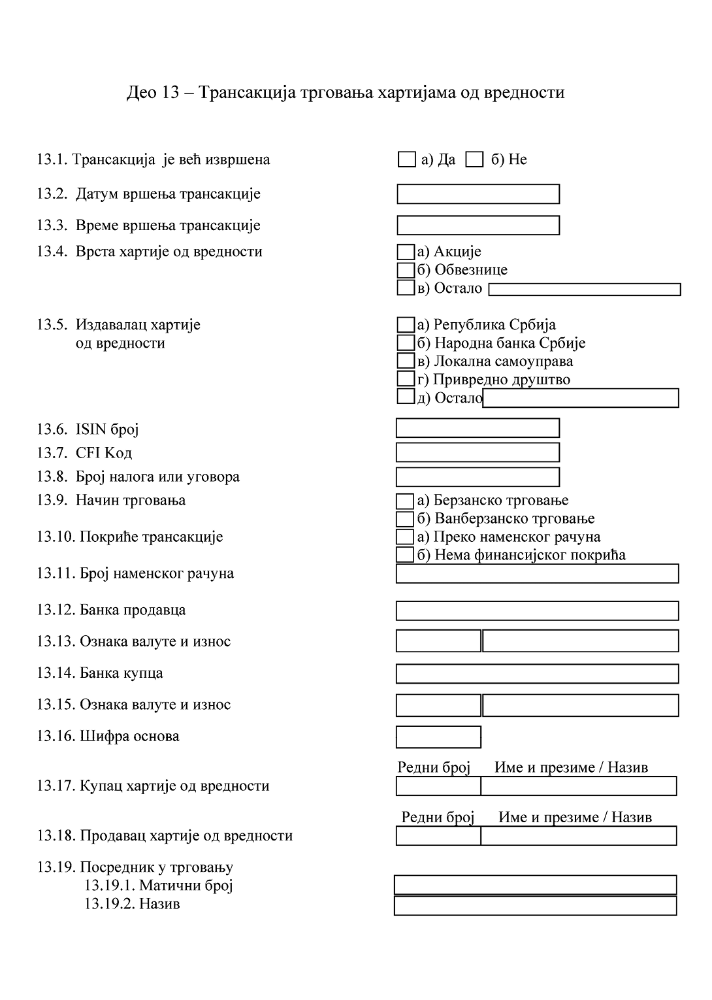 Део 13 – Трансакција трговања хартијама од вредности
13.1. Трансакција је већ извршена а) Да б) Не
13.2. Датум вршења трансакције
13.3. Време вршења трансакције
13.4. Врста хартије од вредности а) Акције
б) Обвезнице
в) Остало
13.5. Издавалац хартије а) Република Србија
од вредности б) Народна банка Србије
в) Локална самоуправа
г) Привредно друштво
д) Остало
13.6. ISIN број
13.7. CFI Код
13.8. Број налога или уговора
13.9. Начин трговања а) Берзанско трговање
б) Ванберзанско трговање
13.10. Покриће трансакције а) Преко наменског рачуна
б) Нема финансијског покрића
13.11. Број наменског рачуна
13.12. Банка продавца
13.13. Ознака валуте и износ
13.14. Банка купца
13.15. Ознака валуте и износ
13.16. Шифра основа
Редни број Име и презиме / Назив
13.17. Купац хартије од вредности
Редни број Име и презиме / Назив
13.18. Продавац хартије од вредности
13.19. Посредник у трговању
13.19.1. Матични број
13.19.2. Назив